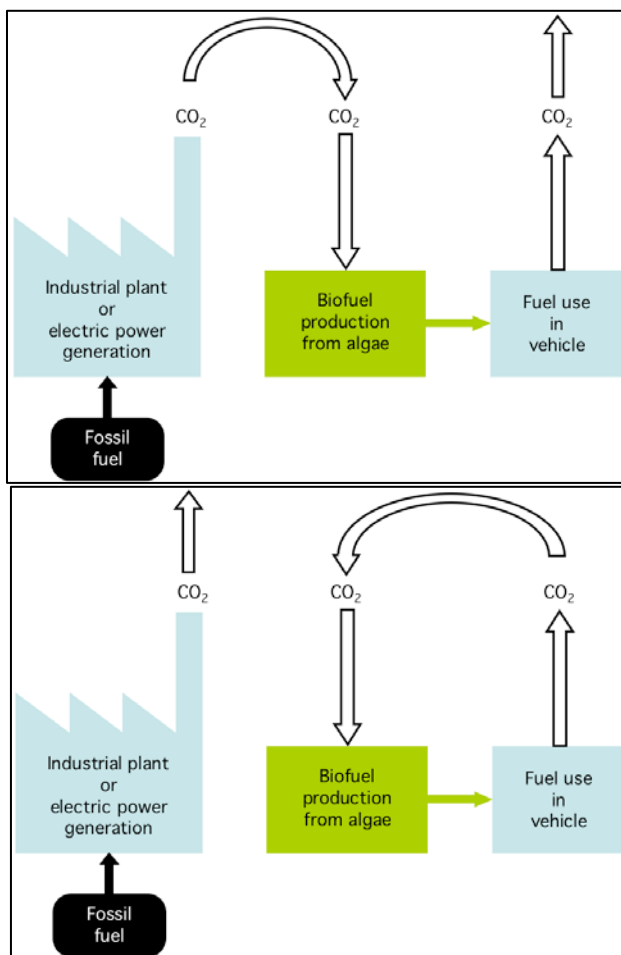 CO₂
CO₂
CO₂
Industrial plant
or
electric power
generation
Biofuel
production
from algae
Fuel use
in
vehicle
Fossil
fuel
CO₂
CO₂
CO₂
Industrial plant
or
electric power
generation
Biofuel
production
from algae
Fuel use
in
vehicle
Fossil
fuel